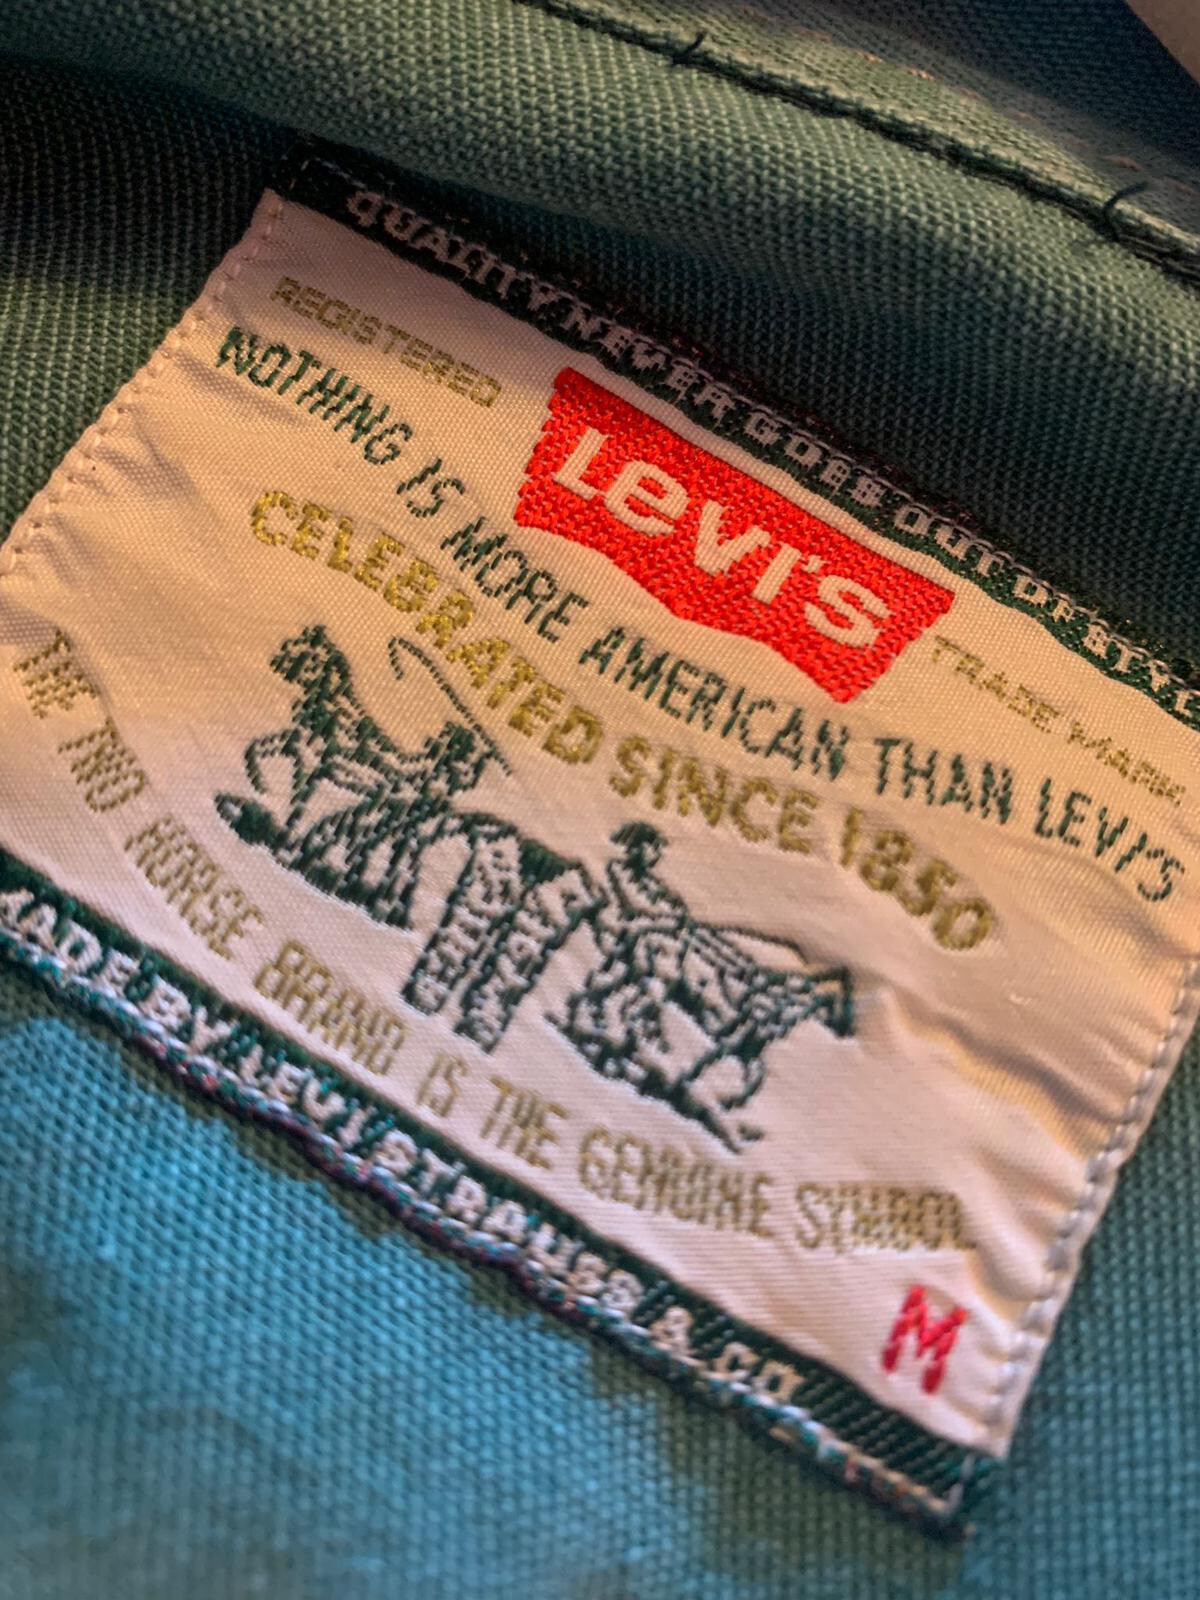 QUALITY NEVER GOES OUT OF STYLE
REGISTERED
Levi's
TRADE MARK
NOTHING IS MORE AMERICAN THAN LEVI'S
CELEBRATED SINCE 1850
THE TWO HORSE BRAND IS THE GENUINE SYMBOL
M
MADE BY LEVI STRAUSS & CO